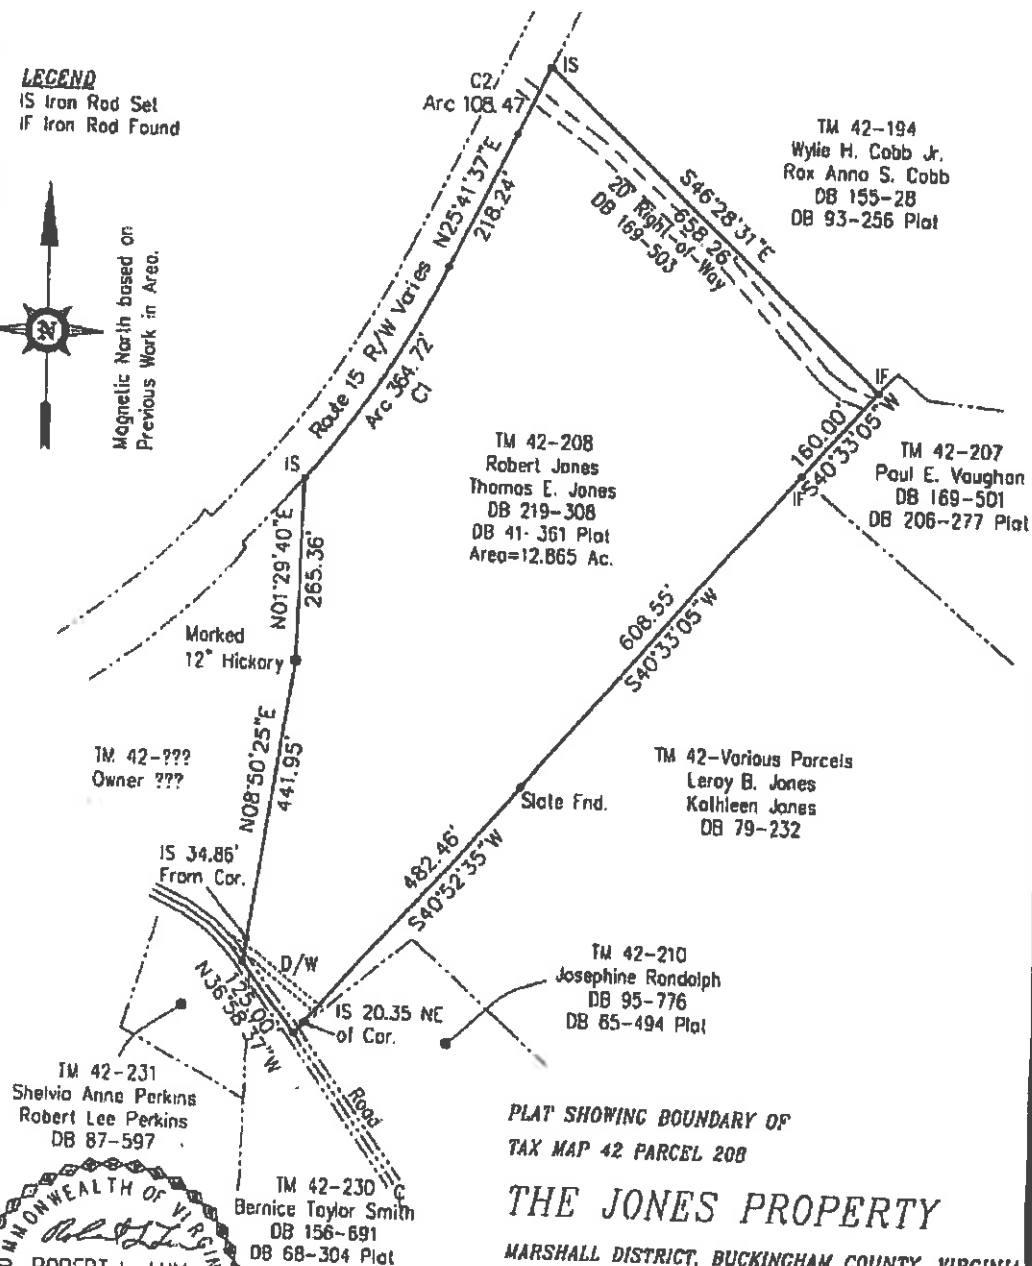 LEGEND
IS Iron Rod Set
IF Iron Rod Found
Magnetic North based on
Previous Work in Area.
N
C2
Arc 108.47'
IS
N25°41'37"E
218.24'
Route 15 R/W Varies
Arc 364.72'
C1
S46°28'31"E
658.26'
20' Right-of-Way
DB 169-503
TM 42-194
Wylie H. Cobb Jr.
Rox Anna S. Cobb
DB 155-28
DB 93-256 Plat
IF
160.00'
S40°33'05"W
IF
TM 42-207
Paul E. Vaughan
DB 169-501
DB 206-277 Plat
IS
TM 42-208
Robert Jones
Thomas E. Jones
DB 219-308
DB 41-361 Plat
Area=12.865 Ac.
N01°29'40"E
265.36'
Marked
12" Hickory
608.55'
S40°33'05"W
TM 42-???
Owner ???
N08°50'25"E
441.95'
TM 42-Various Parcels
Leroy B. Jones
Kathleen Jones
DB 79-232
Slate Fnd.
482.46'
S40°52'35"W
IS 34.86'
From Cor.
D/W
125.00'
N36°58'37"W
IS 20.35 NE
of Cor.
TM 42-210
Josephine Randolph
DB 95-776
DB 65-494 Plat
TM 42-231
Shelvia Anne Perkins
Robert Lee Perkins
DB 87-597
Road
TM 42-230
Bernice Taylor Smith
DB 156-691
DB 68-304 Plat
PLAT SHOWING BOUNDARY OF
TAX MAP 42 PARCEL 208
THE JONES PROPERTY
MARSHALL DISTRICT, BUCKINGHAM COUNTY, VIRGINIA
COMMONWEALTH OF VIRGIN
ROBERT L. LUM